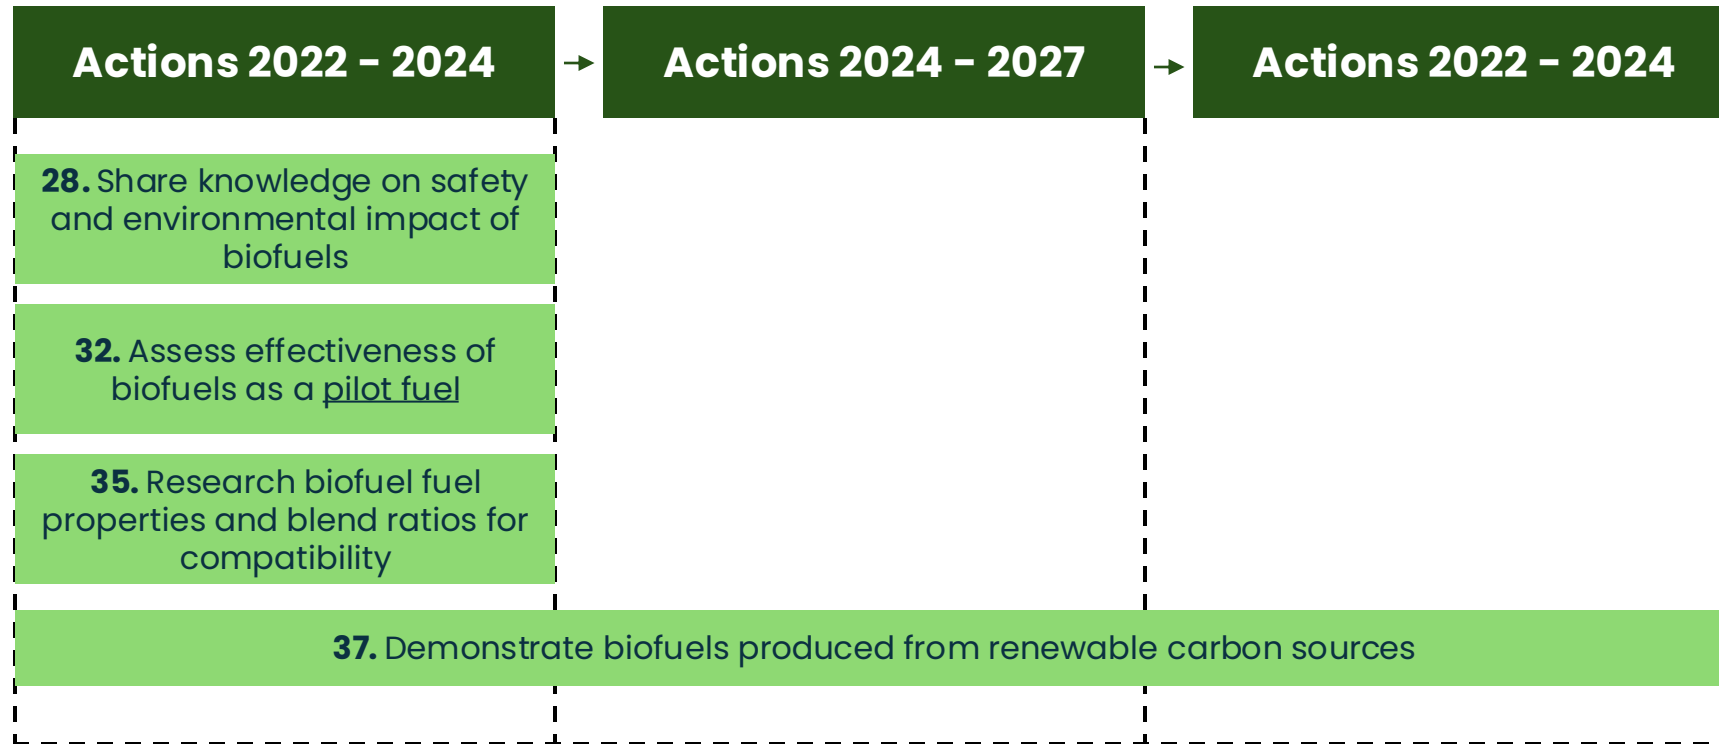 Actions 2022 - 2024
Actions 2024 - 2027
Actions 2022 - 2024
28. Share knowledge on safety
and environmental impact of
biofuels
32. Assess effectiveness of
biofuels as a pilot fuel
35. Research biofuel fuel
properties and blend ratios for
compatibility
37. Demonstrate biofuels produced from renewable carbon sources